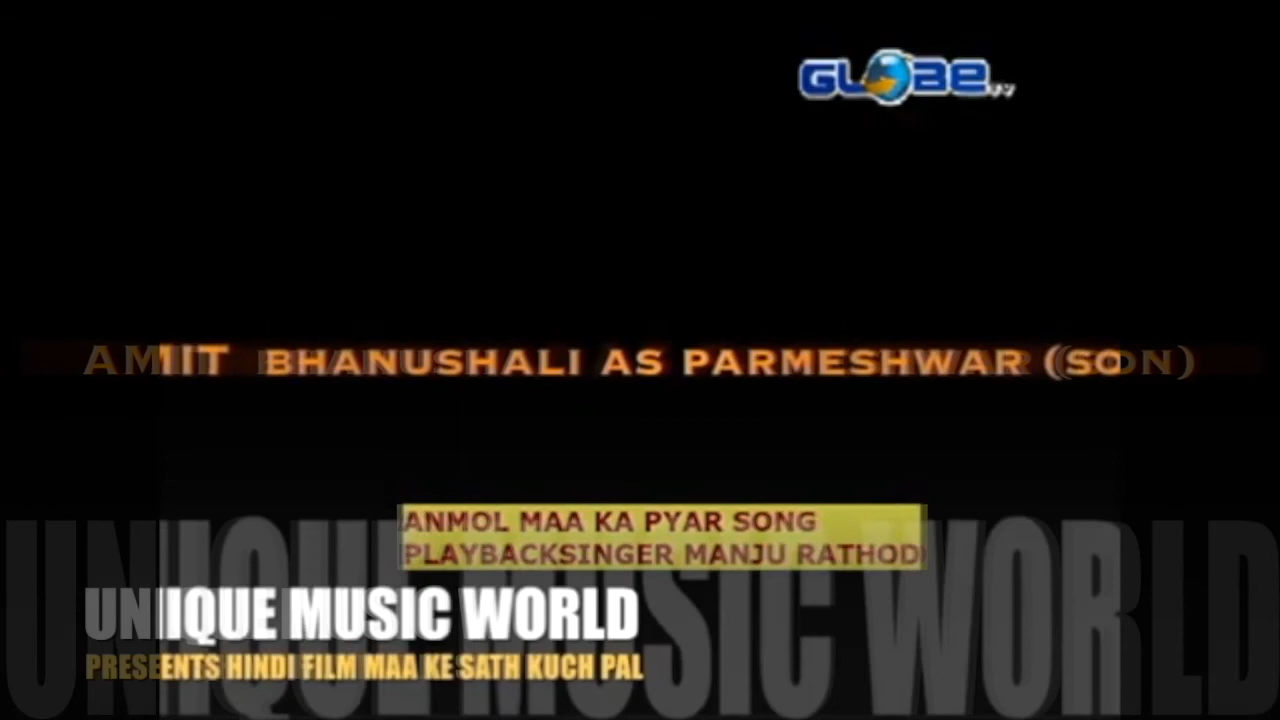 GLOBE TV
AMIT BHANUSHALI AS PARMESHWAR (SON)
ANMOL MAA KA PYAR SONG
PLAYBACKSINGER MANJU RATHOD
UNIQUE MUSIC WORLD
UNIQUE MUSIC WORLD
PRESENTS HINDI FILM MAA KE SATH KUCH PAL